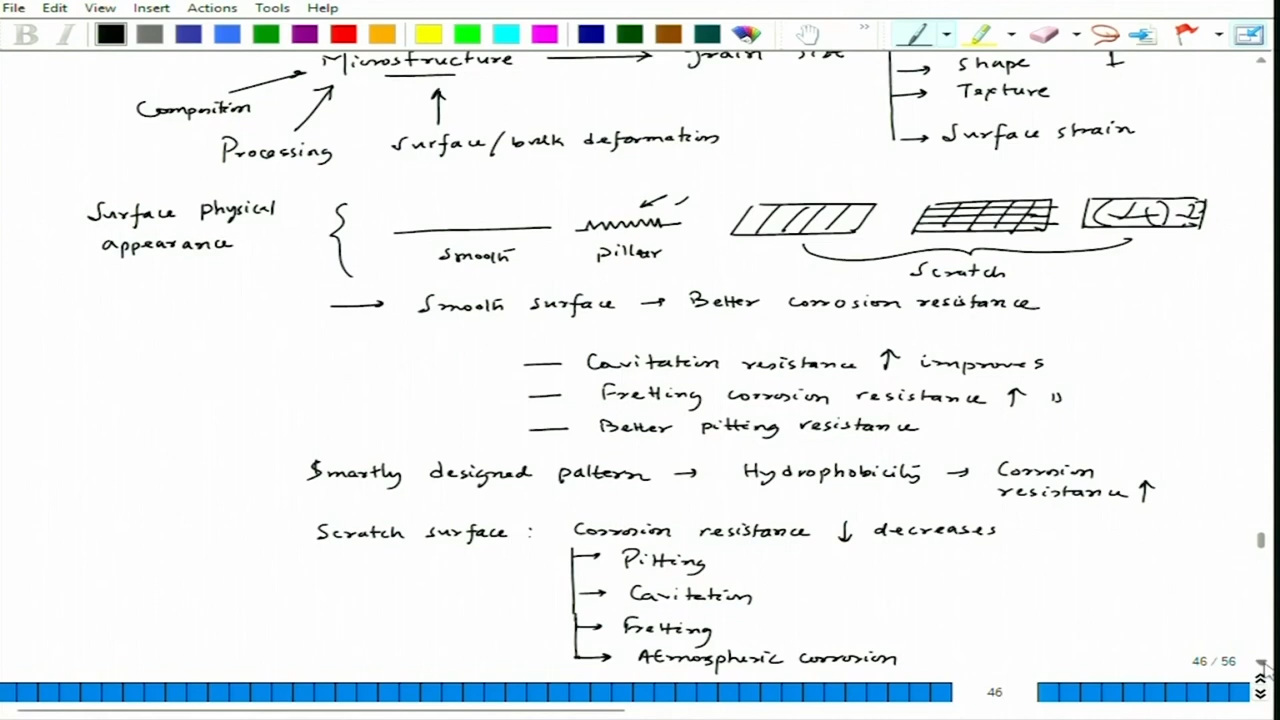 File Edit View Insert Actions Tools Help
B I
Microstructure → Grain size
→ Shape
Composition
→ Texture
Processing
Surface/bulk deformation
→ Surface strain
Surface physical
appearance
smooth
pillar
Scratch
→ Smooth surface → Better corrosion resistance
— Cavitation resistance ↑ improves
— Fretting corrosion resistance ↑ "
— Better pitting resistance
Smartly designed pattern → Hydrophobicity → Corrosion
resistance ↑
Scratch surface : Corrosion resistance ↓ decreases
→ Pitting
→ Cavitation
→ Fretting
→ Atmospheric corrosion
46 / 56
46